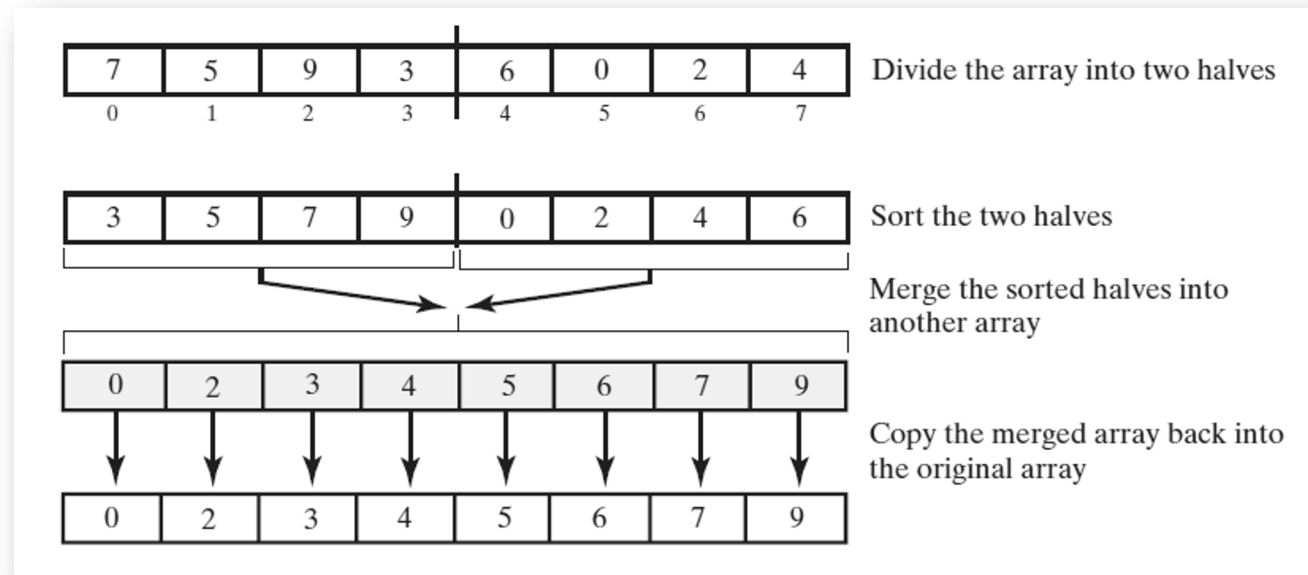 7 5 9 3 6 0 2 4 Divide the array into two halves
0 1 2 3 4 5 6 7
3 5 7 9 0 2 4 6 Sort the two halves
Merge the sorted halves into
another array
0 2 3 4 5 6 7 9
Copy the merged array back into
the original array
0 2 3 4 5 6 7 9